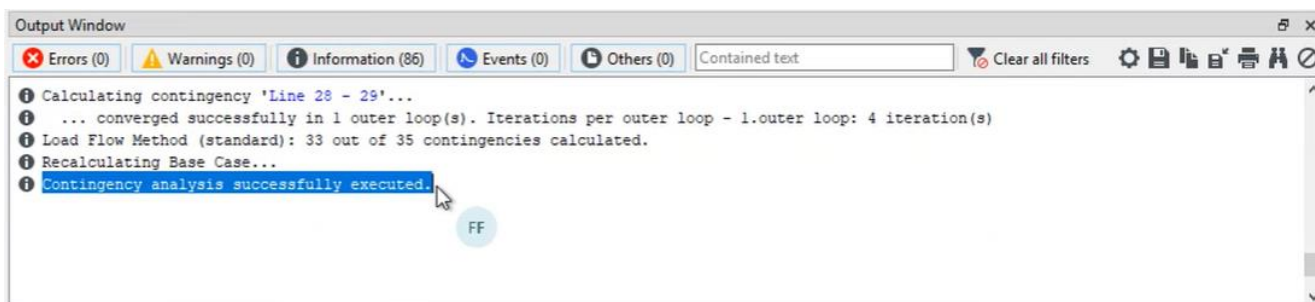 Output Window
Errors (0) Warnings (0) Information (86) Events (0) Others (0) Contained text Clear all filters
Calculating contingency 'Line 28 - 29'...
... converged successfully in 1 outer loop(s). Iterations per outer loop - 1.outer loop: 4 iteration(s)
Load Flow Method (standard): 33 out of 35 contingencies calculated.
Recalculating Base Case...
Contingency analysis successfully executed.
FF